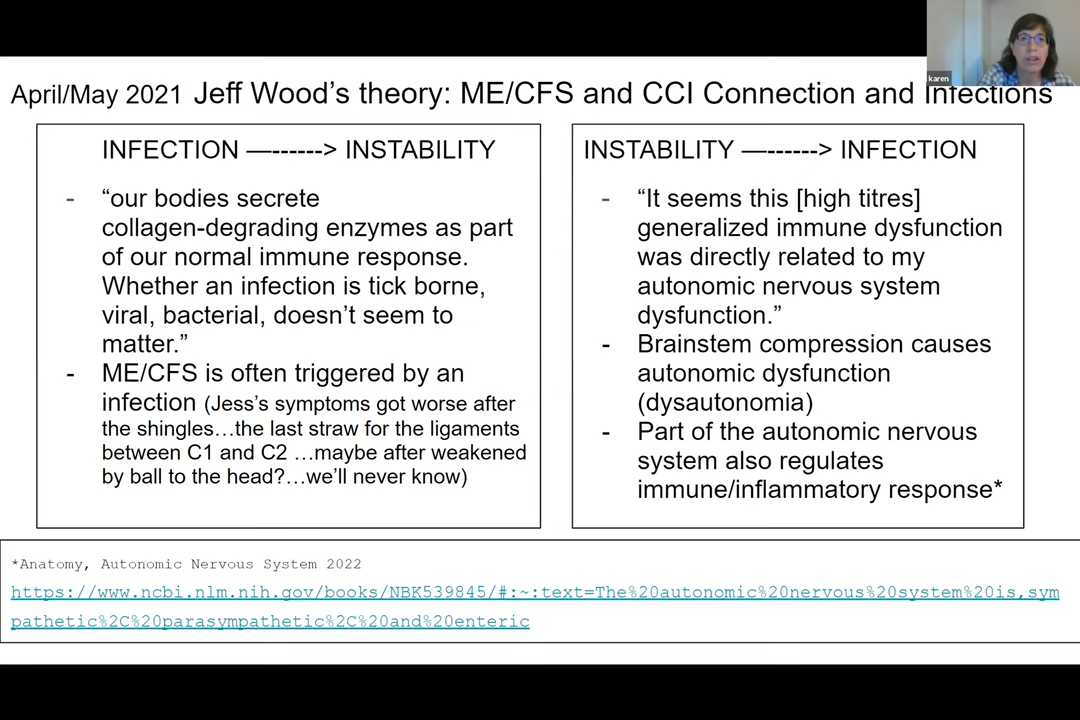 karen
April/May 2021 Jeff Wood’s theory: ME/CFS and CCI Connection and Infections
INFECTION —------> INSTABILITY
- “our bodies secrete
collagen-degrading enzymes as part
of our normal immune response.
Whether an infection is tick borne,
viral, bacterial, doesn’t seem to
matter.”
- ME/CFS is often triggered by an
infection (Jess’s symptoms got worse after
the shingles…the last straw for the ligaments
between C1 and C2 …maybe after weakened
by ball to the head?…we’ll never know)
INSTABILITY —------> INFECTION
- “It seems this [high titres]
generalized immune dysfunction
was directly related to my
autonomic nervous system
dysfunction.”
- Brainstem compression causes
autonomic dysfunction
(dysautonomia)
- Part of the autonomic nervous
system also regulates
immune/inflammatory response*
*Anatomy, Autonomic Nervous System 2022
https://www.ncbi.nlm.nih.gov/books/NBK539845/#:~:text=The%20autonomic%20nervous%20system%20is,sym
pathetic%2C%20parasympathetic%2C%20and%20enteric